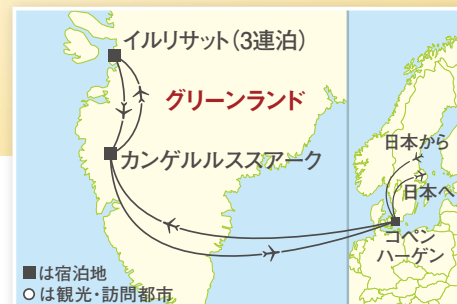 イルリサット(3連泊)
グリーンランド
カンゲルルススアーク
日本から
日本へ
コペン
ハーゲン
■は宿泊地
○は観光・訪問都市